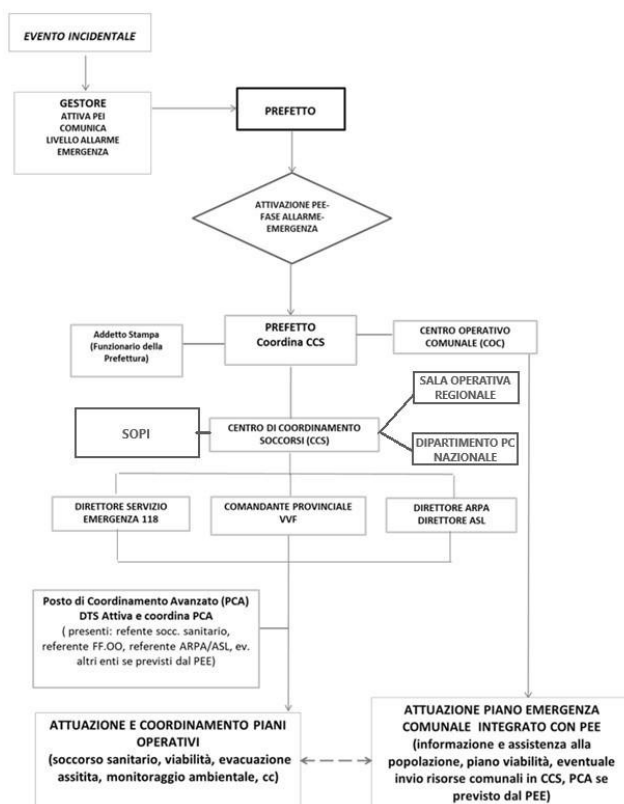 EVENTO INCIDENTALE
GESTORE
ATTIVA PEI
COMUNICA
LIVELLO ALLARME
EMERGENZA
PREFETTO
ATTIVAZIONE PEE-
FASE ALLARME-
EMERGENZA
Addetto Stampa
(Funzionario della
Prefettura)
PREFETTO
Coordina CCS
CENTRO OPERATIVO
COMUNALE (COC)
SALA OPERATIVA
REGIONALE
SOPI
CENTRO DI COORDINAMENTO
SOCCORSI (CCS)
DIPARTIMENTO PC
NAZIONALE
DIRETTORE SERVIZIO
EMERGENZA 118
COMANDANTE PROVINCIALE
VVF
DIRETTORE ARPA
DIRETTORE ASL
Posto di Coordinamento Avanzato (PCA)
DTS Attiva e coordina PCA
( presenti: refente socc. sanitario,
referente FF.OO, referente ARPA/ASL, ev.
altri enti se previsti dal PEE)
ATTUAZIONE E COORDINAMENTO PIANI
OPERATIVI
(soccorso sanitario, viabilità, evacuazione
assitita, monitoraggio ambientale, cc)
ATTUAZIONE PIANO EMERGENZA
COMUNALE INTEGRATO CON PEE
(informazione e assistenza alla
popolazione, piano viabilità, eventuale
invio risorse comunali in CCS, PCA se
previsto dal PEE)